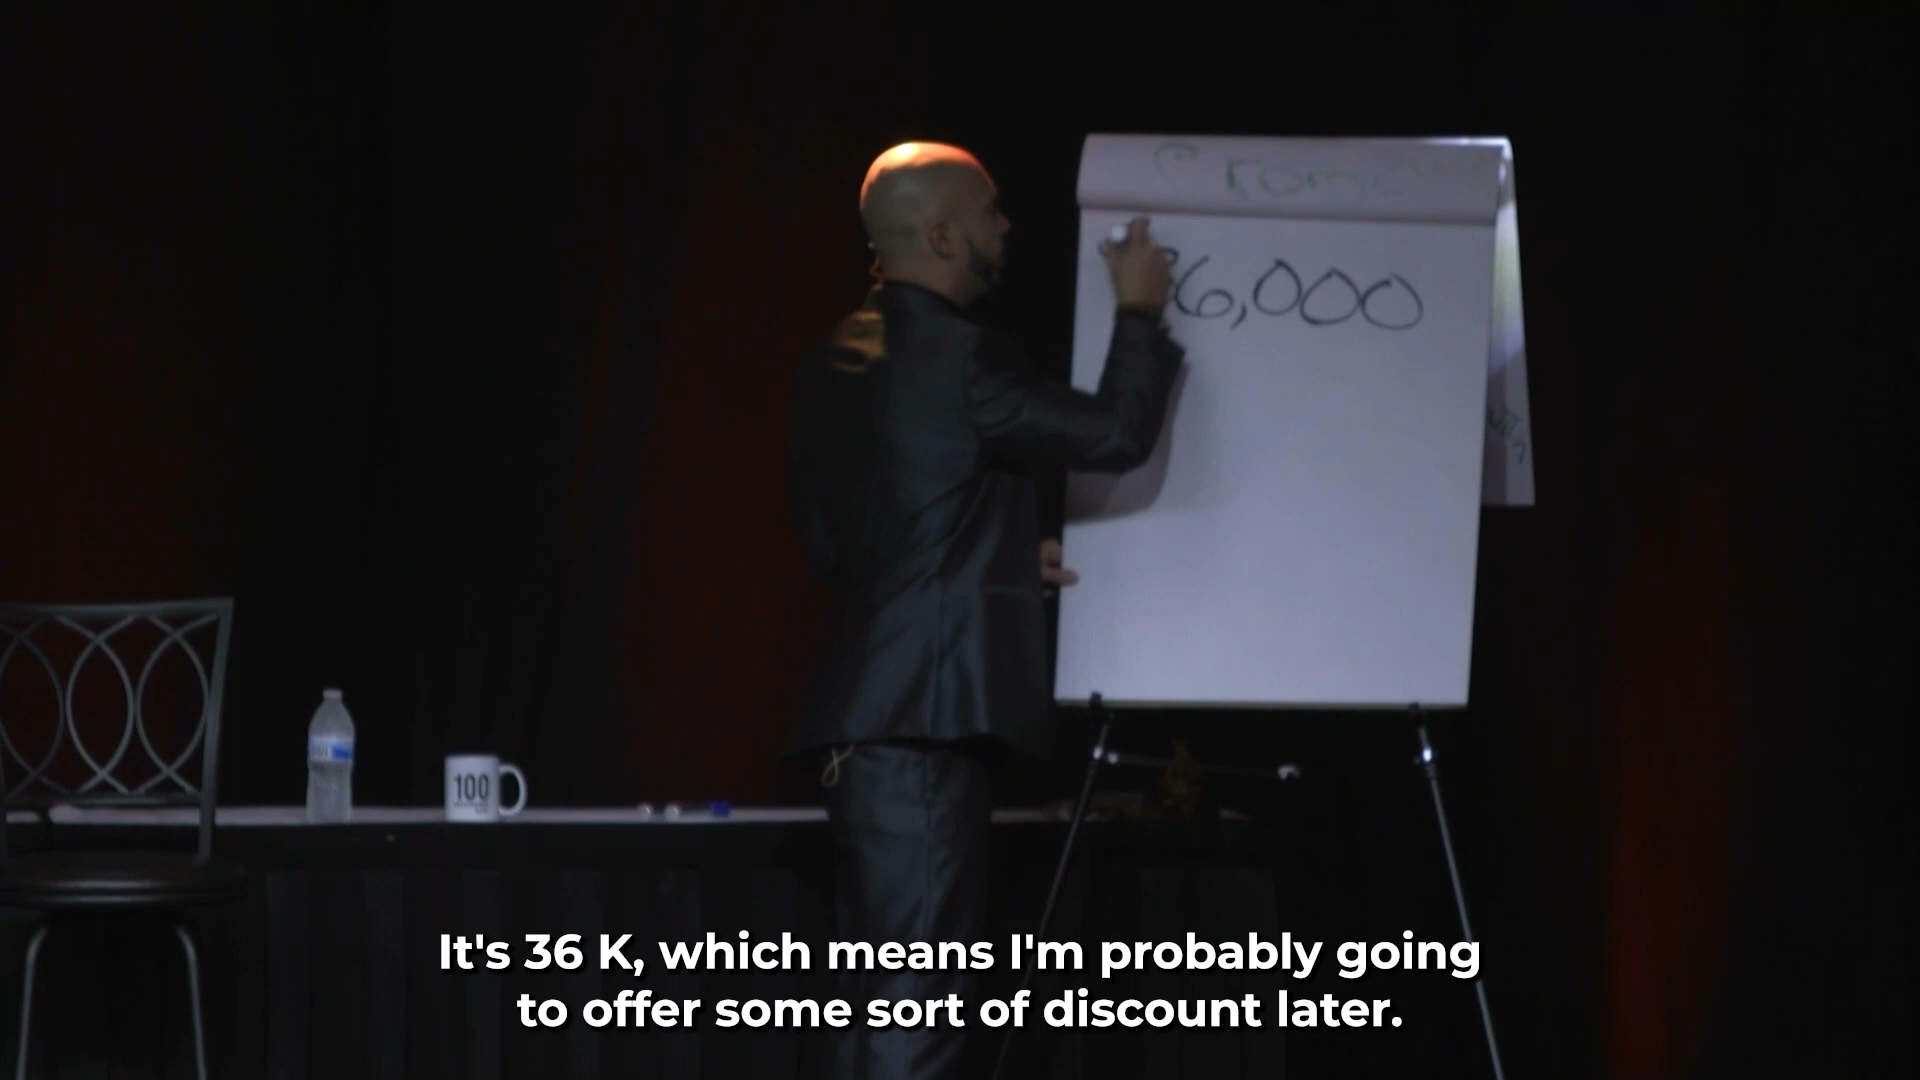 36,000
100
It's 36 K, which means I'm probably going
to offer some sort of discount later.